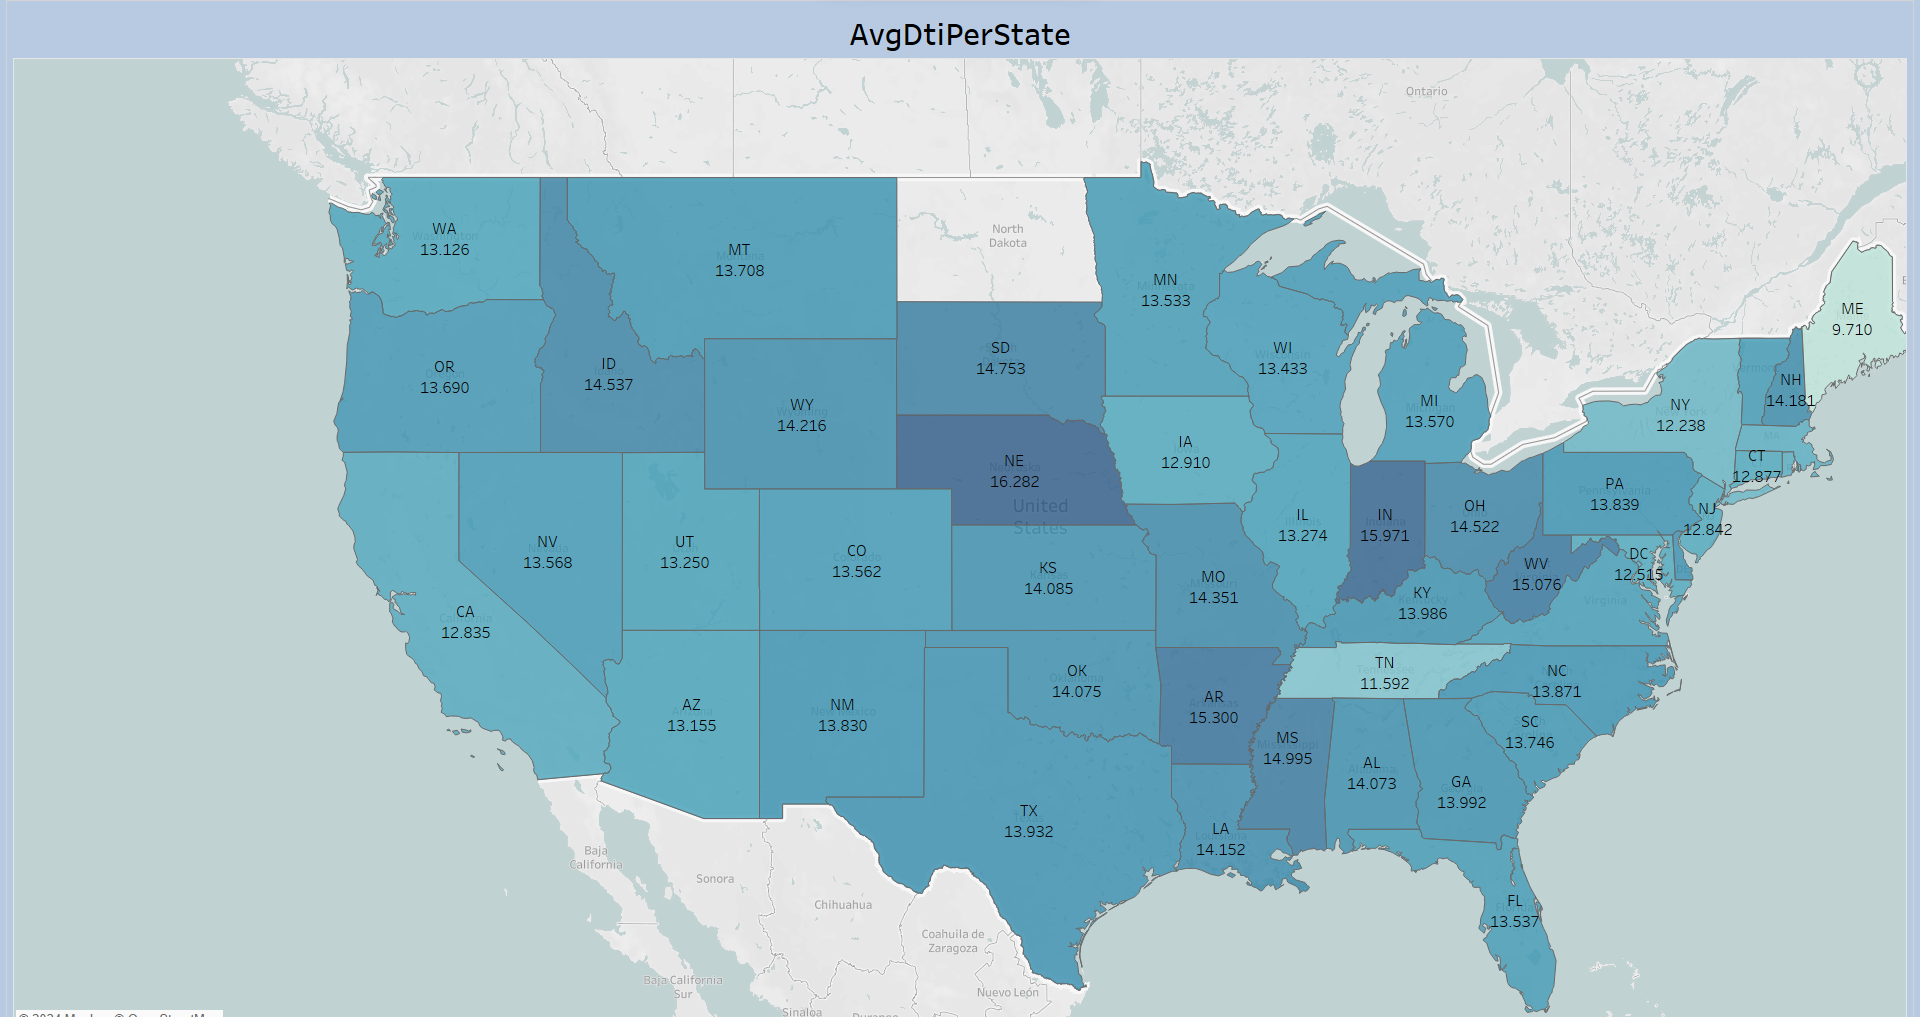 AvgDtiPerState
Ontario
WA
13.126
MT
13.708
North
Dakota
MN
13.533
ME
9.710
OR
13.690
ID
14.537
SD
14.753
WI
13.433
WY
14.216
MI
13.570
NY
12.238
NH
14.181
IA
12.910
NE
16.282
United
States
CT
12.877
MA
PA
13.839
NJ
12.842
IL
13.274
IN
15.971
OH
14.522
NV
13.568
UT
13.250
CO
13.562
KS
14.085
MO
14.351
WV
15.076
DC
12.515
KY
13.986
Virginia
CA
12.835
TN
11.592
NC
13.871
AZ
13.155
NM
13.830
OK
14.075
AR
15.300
MS
14.995
SC
13.746
AL
14.073
GA
13.992
TX
13.932
LA
14.152
FL
13.537
Baja
California
Sonora
Chihuahua
Coahuila de
Zaragoza
Baja California
Sur
Nuevo León
Sinaloa
Durango